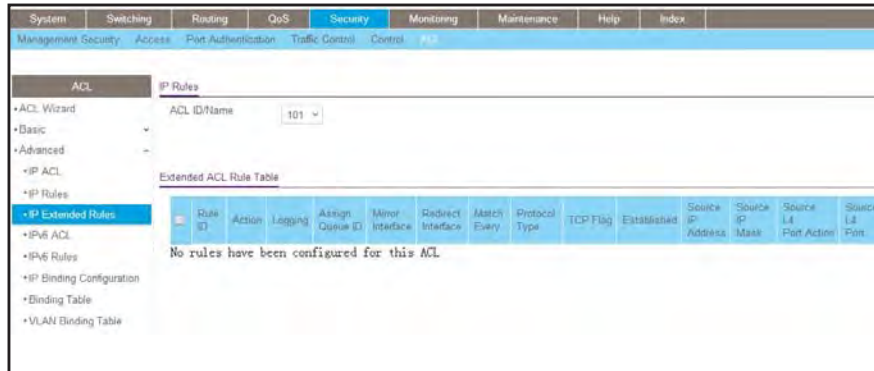 System Switching Routing QoS Security Monitoring Maintenance Help Index
Management Security Access Port Authentication Traffic Control Control ACL
ACL
IP Rules
•ACL Wizard
ACL ID/Name 101
•Basic
•Advanced
•IP ACL
Extended ACL Rule Table
•IP Rules
•IP Extended Rules
Rule ID Action Logging Assign Queue ID Mirror Interface Redirect Interface Match Every Protocol Type TCP Flag Established Source IP Address Source IP Mask Source L4 Port Action Source L4 Port
•IPv6 ACL
No rules have been configured for this ACL
•IPv6 Rules
•IP Binding Configuration
•Binding Table
•VLAN Binding Table